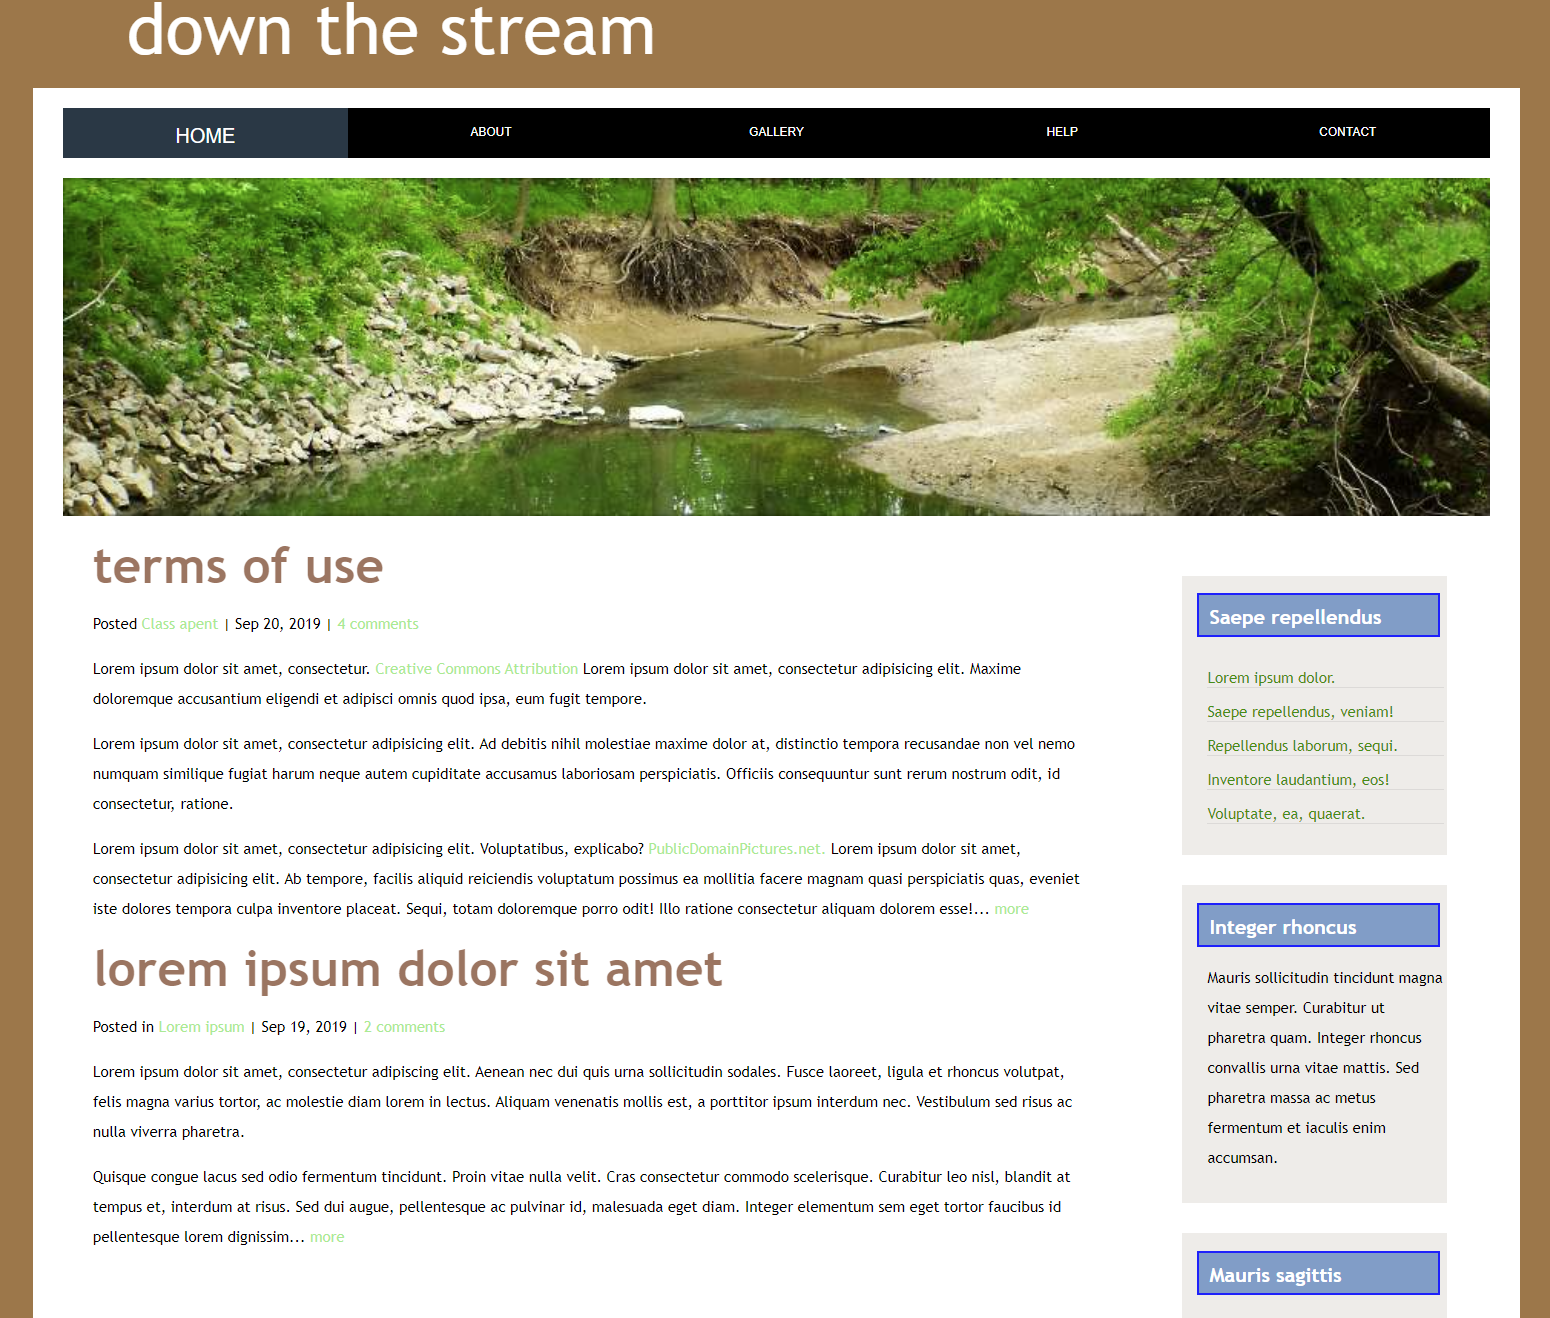 down the stream
HOME
ABOUT
GALLERY
HELP
CONTACT
terms of use
Posted Class apent | Sep 20, 2019 | 4 comments
Lorem ipsum dolor sit amet, consectetur. Creative Commons Attribution Lorem ipsum dolor sit amet, consectetur adipisicing elit. Maxime
doloremque accusantium eligendi et adipisci omnis quod ipsa, eum fugit tempore.
Lorem ipsum dolor sit amet, consectetur adipisicing elit. Ad debitis nihil molestiae maxime dolor at, distinctio tempora recusandae non vel nemo
numquam similique fugiat harum neque autem cupiditate accusamus laboriosam perspiciatis. Officiis consequuntur sunt rerum nostrum odit, id
consectetur, ratione.
Lorem ipsum dolor sit amet, consectetur adipisicing elit. Voluptatibus, explicabo? PublicDomainPictures.net. Lorem ipsum dolor sit amet,
consectetur adipisicing elit. Ab tempore, facilis aliquid reiciendis voluptatum possimus ea mollitia facere magnam quasi perspiciatis quas, eveniet
iste dolores tempora culpa inventore placeat. Sequi, totam doloremque porro odit! Illo ratione consectetur aliquam dolorem esse!... more
lorem ipsum dolor sit amet
Posted in Lorem ipsum | Sep 19, 2019 | 2 comments
Lorem ipsum dolor sit amet, consectetur adipiscing elit. Aenean nec dui quis urna sollicitudin sodales. Fusce laoreet, ligula et rhoncus volutpat,
felis magna varius tortor, ac molestie diam lorem in lectus. Aliquam venenatis mollis est, a porttitor ipsum interdum nec. Vestibulum sed risus ac
nulla viverra pharetra.
Quisque congue lacus sed odio fermentum tincidunt. Proin vitae nulla velit. Cras consectetur commodo scelerisque. Curabitur leo nisl, blandit at
tempus et, interdum at risus. Sed dui augue, pellentesque ac pulvinar id, malesuada eget diam. Integer elementum sem eget tortor faucibus id
pellentesque lorem dignissim... more
Saepe repellendus
Lorem ipsum dolor.
Saepe repellendus, veniam!
Repellendus laborum, sequi.
Inventore laudantium, eos!
Voluptate, ea, quaerat.
Integer rhoncus
Mauris sollicitudin tincidunt magna
vitae semper. Curabitur ut
pharetra quam. Integer rhoncus
convallis urna vitae mattis. Sed
pharetra massa ac metus
fermentum et iaculis enim
accumsan.
Mauris sagittis